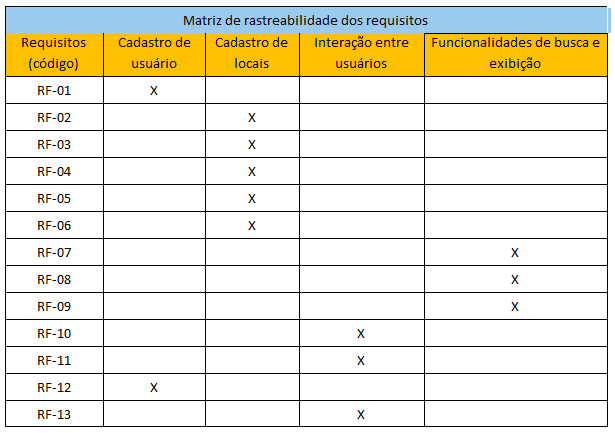 Matriz de rastreabilidade dos requisitos
Requisitos (código) Cadastro de usuário Cadastro de locais Interação entre usuários Funcionalidades de busca e exibição
RF-01 X
RF-02 X
RF-03 X
RF-04 X
RF-05 X
RF-06 X
RF-07 X
RF-08 X
RF-09 X
RF-10 X
RF-11 X
RF-12 X
RF-13 X